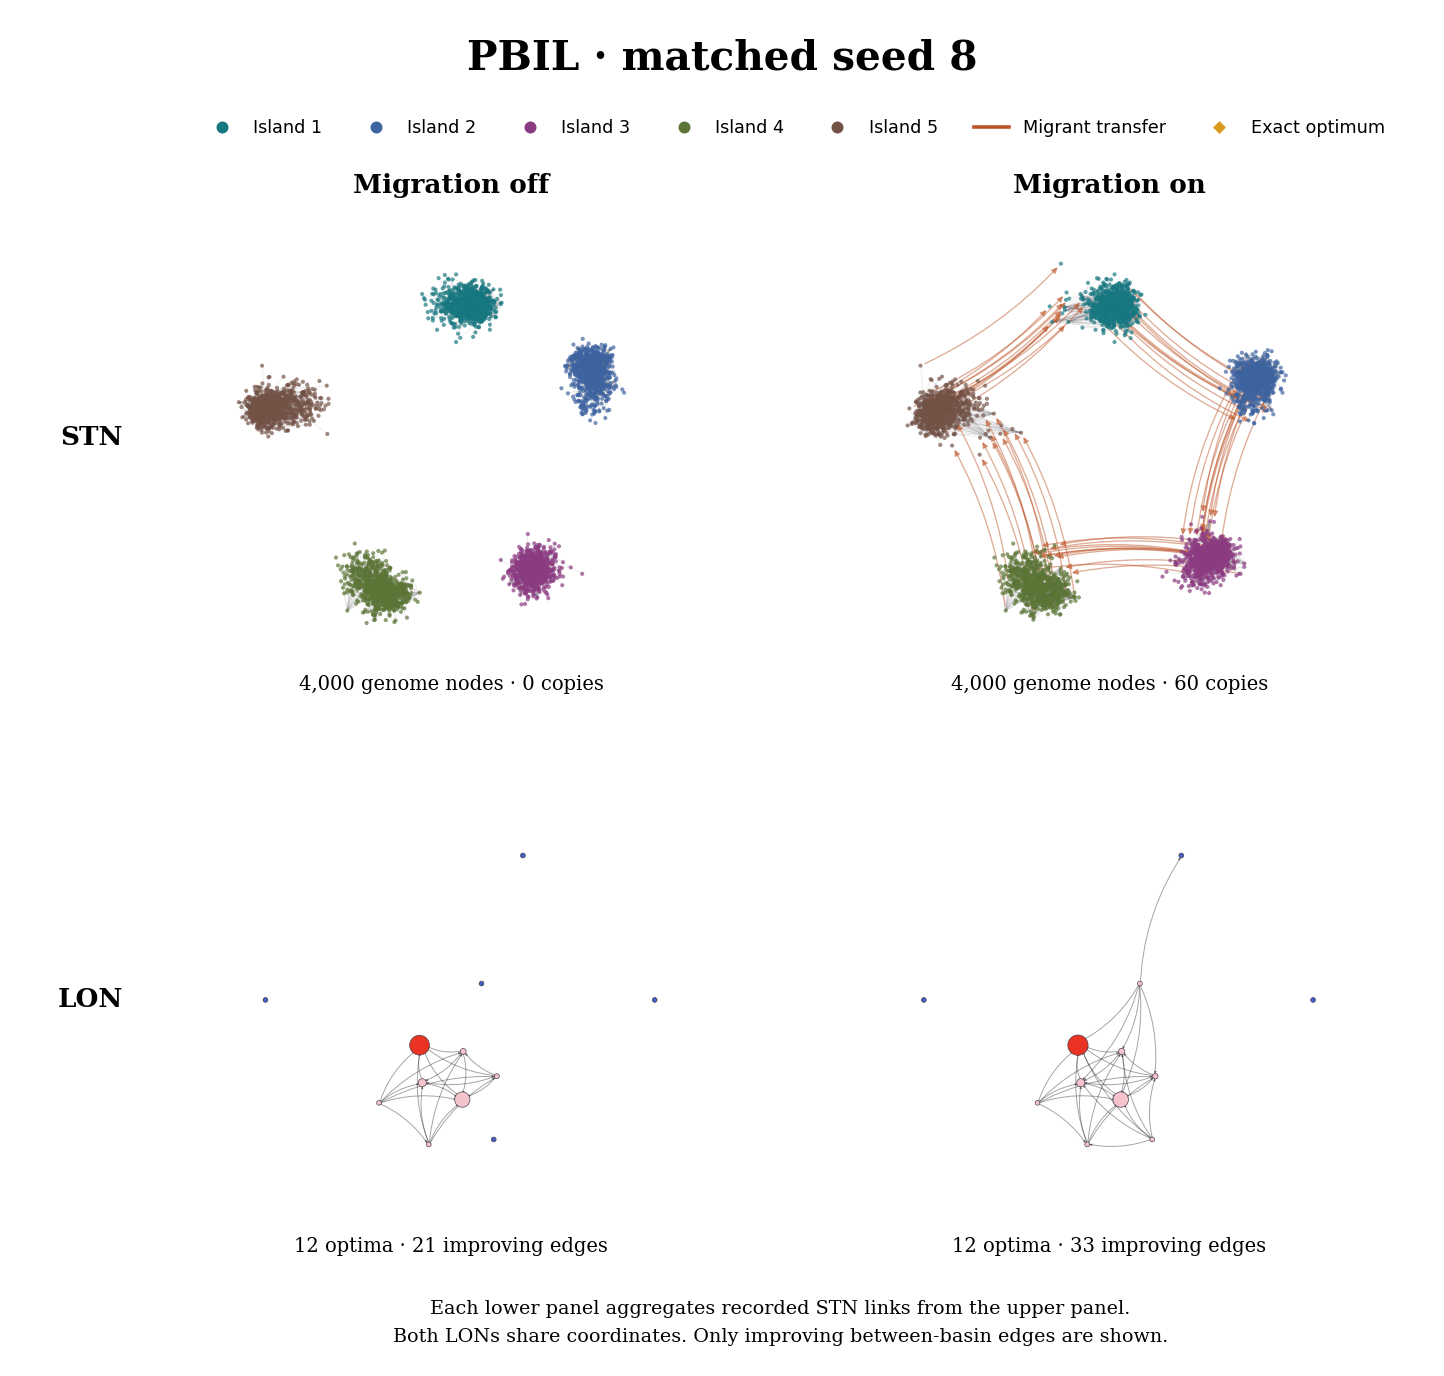 PBIL · matched seed 8
Island 1 Island 2 Island 3 Island 4 Island 5 Migrant transfer Exact optimum
Migration off Migration on
STN
4,000 genome nodes · 0 copies 4,000 genome nodes · 60 copies
LON
12 optima · 21 improving edges 12 optima · 33 improving edges
Each lower panel aggregates recorded STN links from the upper panel.
Both LONs share coordinates. Only improving between-basin edges are shown.